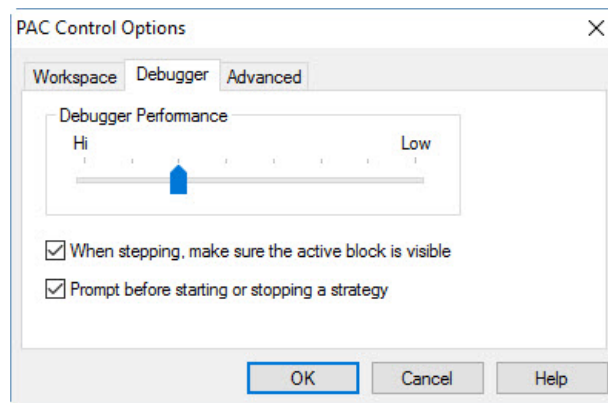 PAC Control Options
Workspace Debugger Advanced
Debugger Performance
Hi Low
When stepping, make sure the active block is visible
Prompt before starting or stopping a strategy
OK Cancel Help